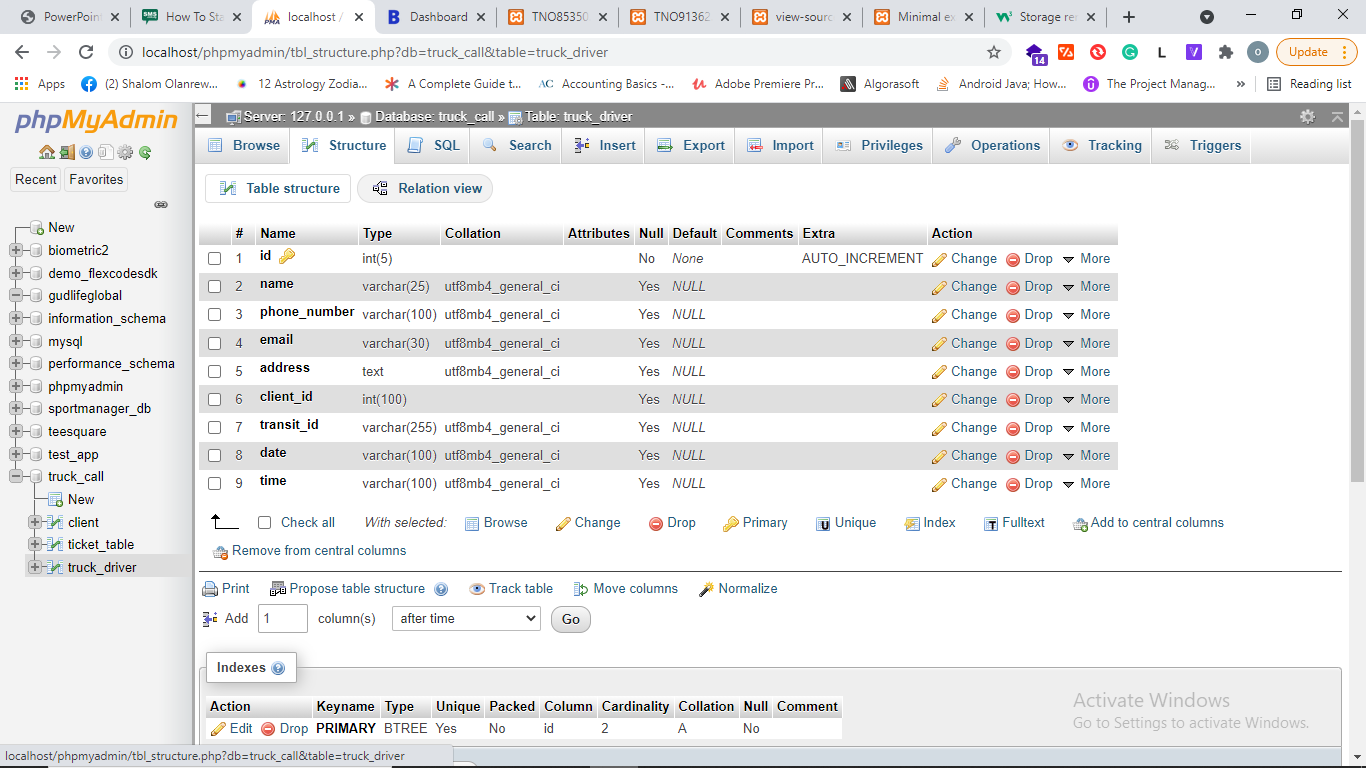 PowerPoin
How To Sta
localhost /
Dashboard
TNO85350
TNO91362
view-sourc
Minimal ex
Storage re
localhost/phpmyadmin/tbl_structure.php?db=truck_call&table=truck_driver
14
L
V
o
Update
Apps
(2) Shalom Olanrew...
12 Astrology Zodia...
A Complete Guide t...
AC Accounting Basics -...
Adobe Premiere Pr...
Algorasoft
Android Java; How...
The Project Manag...
»
Reading list
phpMyAdmin
Recent
Favorites
New
biometric2
demo_flexcodesdk
gudlifeglobal
information_schema
mysql
performance_schema
phpmyadmin
sportmanager_db
teesquare
test_app
truck_call
New
client
ticket_table
truck_driver
Server: 127.0.0.1 » Database: truck_call » Table: truck_driver
Browse Structure SQL Search Insert Export Import Privileges Operations Tracking Triggers
Table structure Relation view
# Name Type Collation Attributes Null Default Comments Extra Action
1 id int(5) No None AUTO_INCREMENT Change Drop More
2 name varchar(25) utf8mb4_general_ci Yes NULL Change Drop More
3 phone_number varchar(100) utf8mb4_general_ci Yes NULL Change Drop More
4 email varchar(30) utf8mb4_general_ci Yes NULL Change Drop More
5 address text utf8mb4_general_ci Yes NULL Change Drop More
6 client_id int(100) Yes NULL Change Drop More
7 transit_id varchar(255) utf8mb4_general_ci Yes NULL Change Drop More
8 date varchar(100) utf8mb4_general_ci Yes NULL Change Drop More
9 time varchar(100) utf8mb4_general_ci Yes NULL Change Drop More
Check all With selected: Browse Change Drop Primary Unique Index Fulltext Add to central columns
Remove from central columns
Print Propose table structure Track table Move columns Normalize
Add 1 column(s) after time Go
Indexes
Action Keyname Type Unique Packed Column Cardinality Collation Null Comment
Edit Drop PRIMARY BTREE Yes No id 2 A No
Activate Windows
Go to Settings to activate Windows.
localhost/phpmyadmin/tbl_structure.php?db=truck_call&table=truck_driver